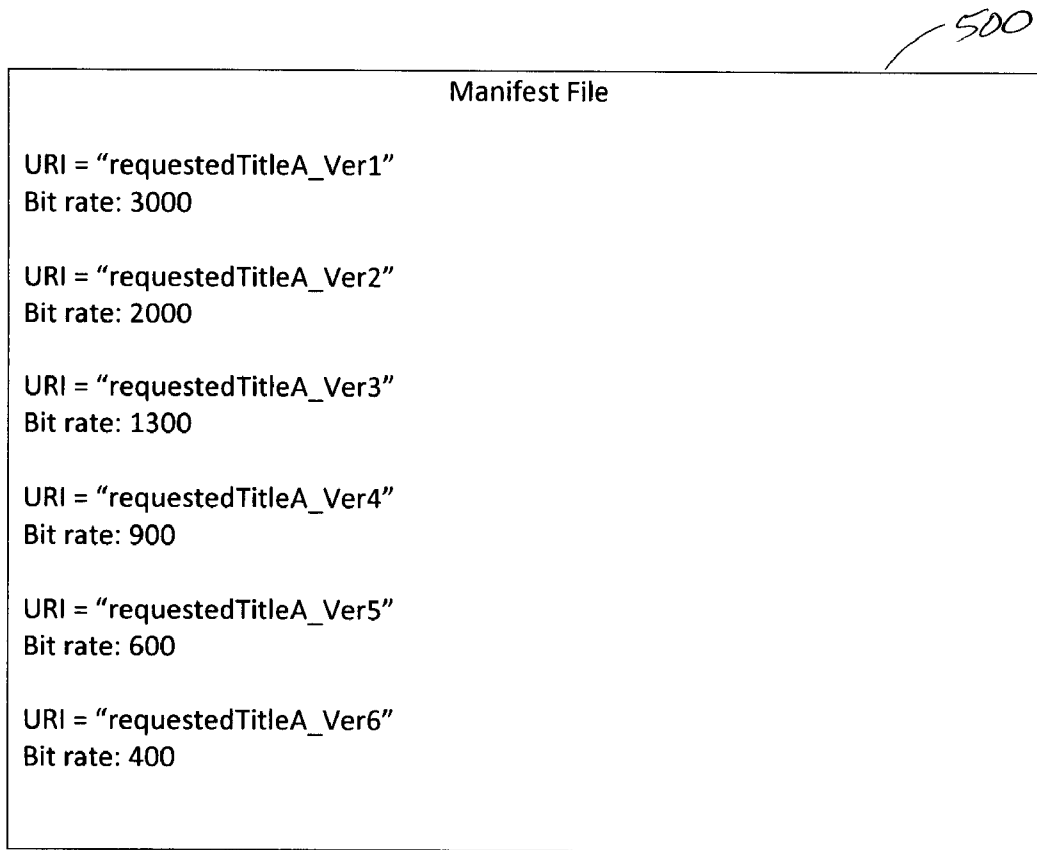 500
Manifest File
URI = “requestedTitleA_Ver1”
Bit rate: 3000
URI = “requestedTitleA_Ver2”
Bit rate: 2000
URI = “requestedTitleA_Ver3”
Bit rate: 1300
URI = “requestedTitleA_Ver4”
Bit rate: 900
URI = “requestedTitleA_Ver5”
Bit rate: 600
URI = “requestedTitleA_Ver6”
Bit rate: 400